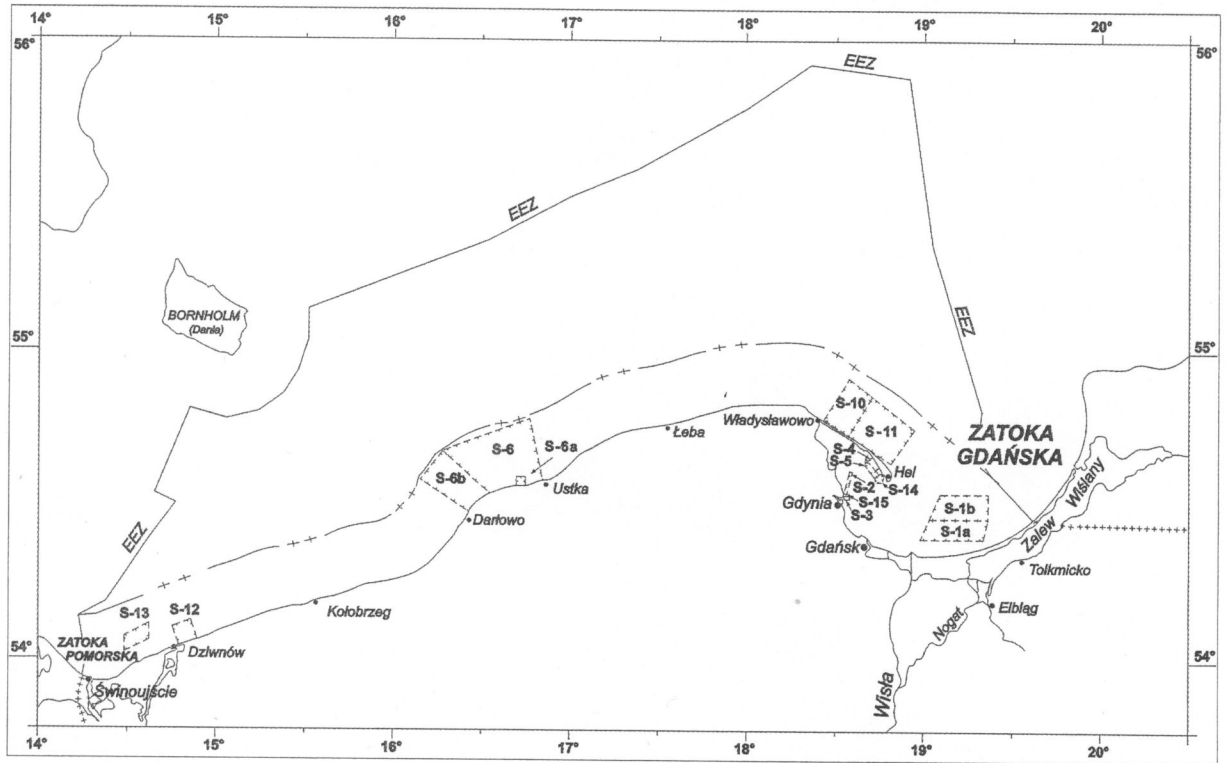 14° 15° 16° 17° 18° 19° 20°
56° 56°
EEZ
EEZ
EEZ
BORNHOLM
(Dania)
EEZ
55° 55°
S-10
Władysławowo
S-11
ZATOKA
GDAŃSKA
Łeba
S-6
S-6a
S-4
S-5
Hel
S-6b
Ustka
S-2
S-14
Wiślany
Gdynia
S-15
S-1b
S-3
Darłowo
S-1a
Zalew
EEZ
Gdańsk
Tolkmicko
S-13
S-12
Kołobrzeg
Elbląg
Nogat
ZATOKA
POMORSKA
Dziwnów
54° 54°
Świnoujście
Wisła
14° 15° 16° 17° 18° 19° 20°